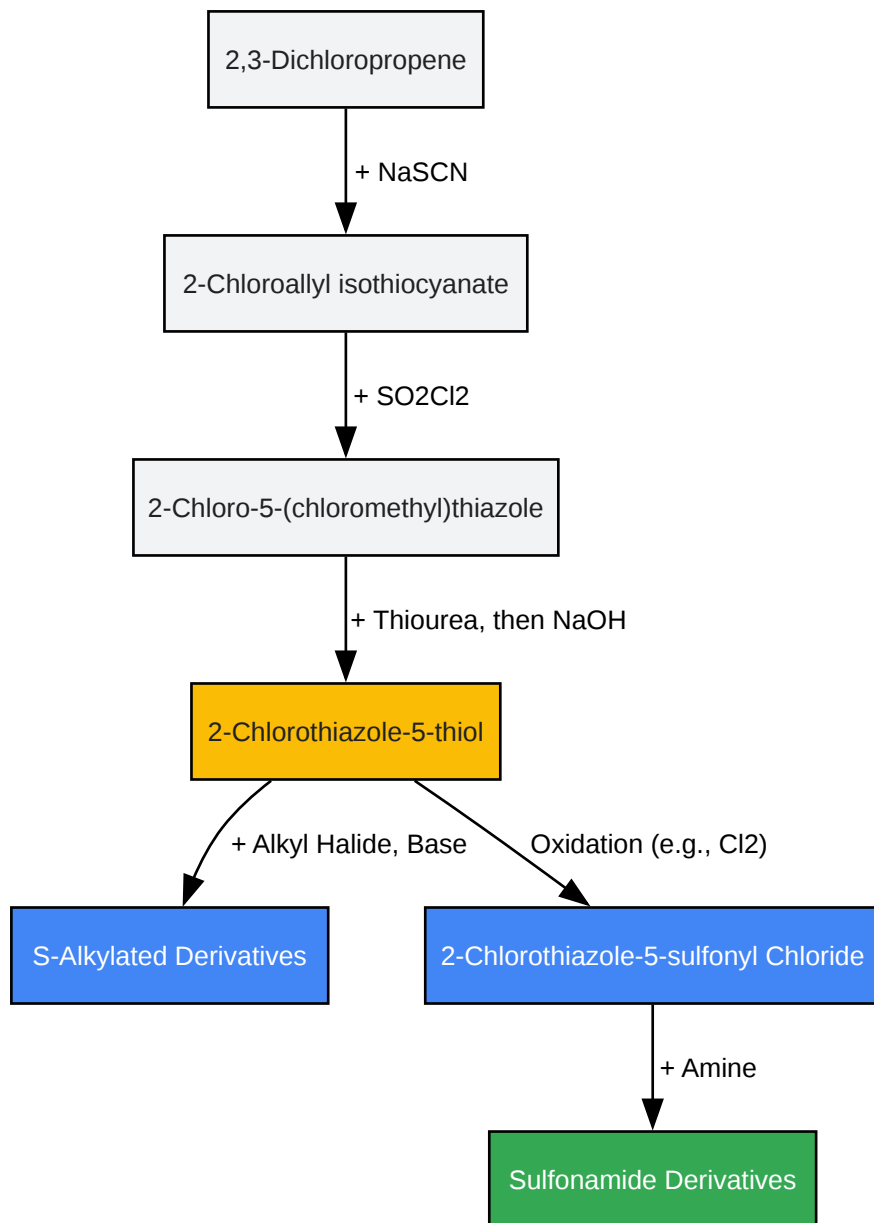 2,3-Dichloropropene
+ NaSCN
2-Chloroallyl isothiocyanate
+ SO2Cl2
2-Chloro-5-(chloromethyl)thiazole
+ Thiourea, then NaOH
2-Chlorothiazole-5-thiol
+ Alkyl Halide, Base
Oxidation (e.g., Cl2)
S-Alkylated Derivatives
2-Chlorothiazole-5-sulfonyl Chloride
+ Amine
Sulfonamide Derivatives